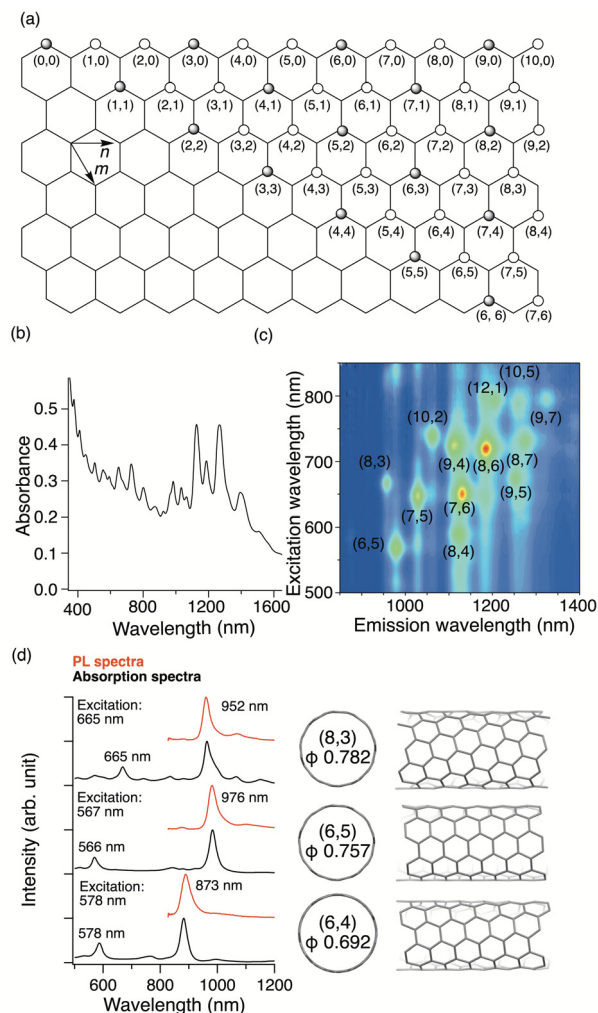 (a)
(0,0) (1,0) (2,0) (3,0) (4,0) (5,0) (6,0) (7,0) (8,0) (9,0) (10,0)
(1,1) (2,1) (3,1) (4,1) (5,1) (6,1) (7,1) (8,1) (9,1)
(2,2) (3,2) (4,2) (5,2) (6,2) (7,2) (8,2) (9,2)
n
m
(3,3) (4,3) (5,3) (6,3) (7,3) (8,3)
(4,4) (5,4) (6,4) (7,4) (8,4)
(5,5) (6,5) (7,5)
(6, 6) (7,6)
(b)
Absorbance
0.5
0.4
0.3
0.2
0.1
0.0
400 800 1200 1600
Wavelength (nm)
(c)
Excitation wavelength (nm)
800
700
600
500
(10,5)
(12,1)
(10,2)
(9,7)
(8,3)
(9,4)
(8,6)
(8,7)
(7,5)
(7,6)
(9,5)
(6,5)
(8,4)
1000 1200 1400
Emission wavelength (nm)
(d)
PL spectra
Absorption spectra
Intensity (arb. unit)
Excitation:
665 nm
952 nm
665 nm
Excitation:
567 nm
976 nm
566 nm
Excitation:
578 nm
873 nm
578 nm
600 800 1000 1200
Wavelength (nm)
(8,3)
ϕ 0.782
(6,5)
ϕ 0.757
(6,4)
ϕ 0.692